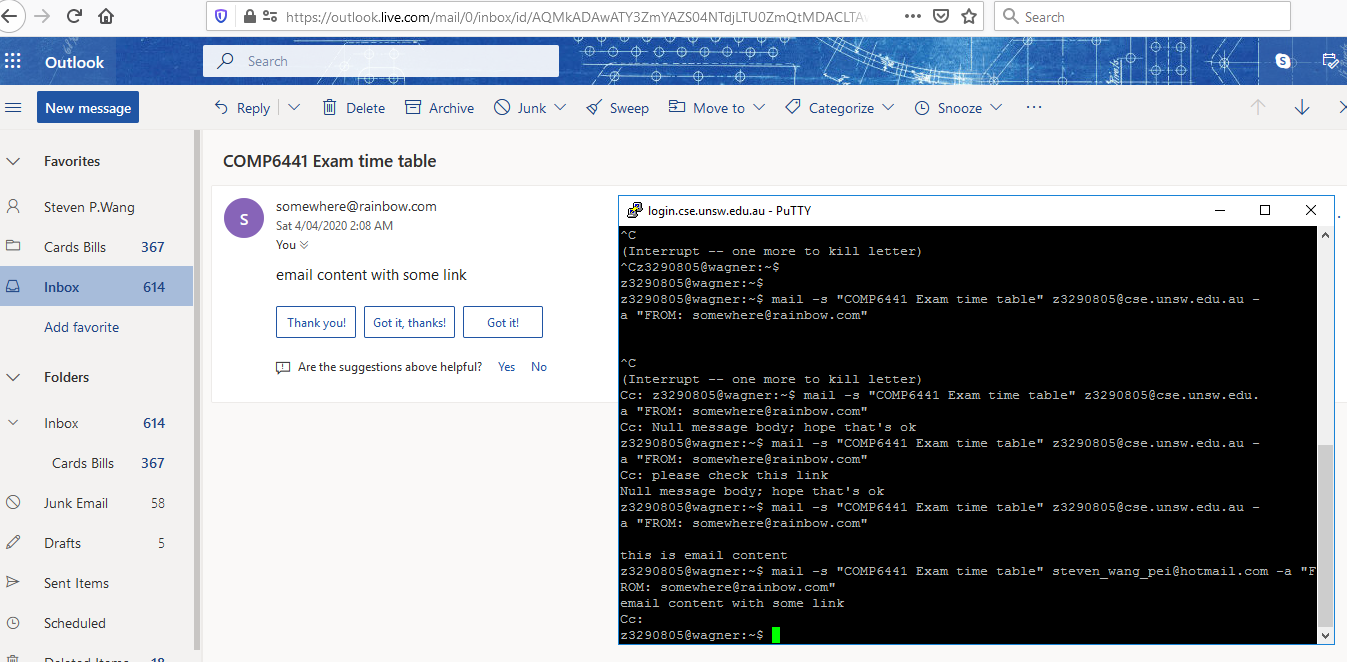 https://outlook.live.com/mail/0/inbox/id/AQMkADAwATY3ZmYAZS04NTdjLTU0ZmQtMDACLTA
Search
Outlook
Search
New message
Reply
Delete
Archive
Junk
Sweep
Move to
Categorize
Snooze
Favorites
Steven P.Wang
Cards Bills 367
Inbox 614
Add favorite
Folders
Inbox 614
Cards Bills 367
Junk Email 58
Drafts 5
Sent Items
Scheduled
Deleted Items 18
COMP6441 Exam time table
S
somewhere@rainbow.com
Sat 4/04/2020 2:08 AM
You
email content with some link
Thank you!
Got it, thanks!
Got it!
Are the suggestions above helpful? Yes No
login.cse.unsw.edu.au - PuTTY
^C
(Interrupt -- one more to kill letter)
^Cz3290805@wagner:~$
z3290805@wagner:~$
z3290805@wagner:~$ mail -s "COMP6441 Exam time table" z3290805@cse.unsw.edu.au -
a "FROM: somewhere@rainbow.com"
^C
(Interrupt -- one more to kill letter)
Cc: z3290805@wagner:~$ mail -s "COMP6441 Exam time table" z3290805@cse.unsw.edu.
a "FROM: somewhere@rainbow.com"
Cc: Null message body; hope that's ok
z3290805@wagner:~$ mail -s "COMP6441 Exam time table" z3290805@cse.unsw.edu.au -
a "FROM: somewhere@rainbow.com"
Cc: please check this link
Null message body; hope that's ok
z3290805@wagner:~$ mail -s "COMP6441 Exam time table" z3290805@cse.unsw.edu.au -
a "FROM: somewhere@rainbow.com"
this is email content
z3290805@wagner:~$ mail -s "COMP6441 Exam time table" steven_wang_pei@hotmail.com -a "F
ROM: somewhere@rainbow.com"
email content with some link
Cc:
z3290805@wagner:~$